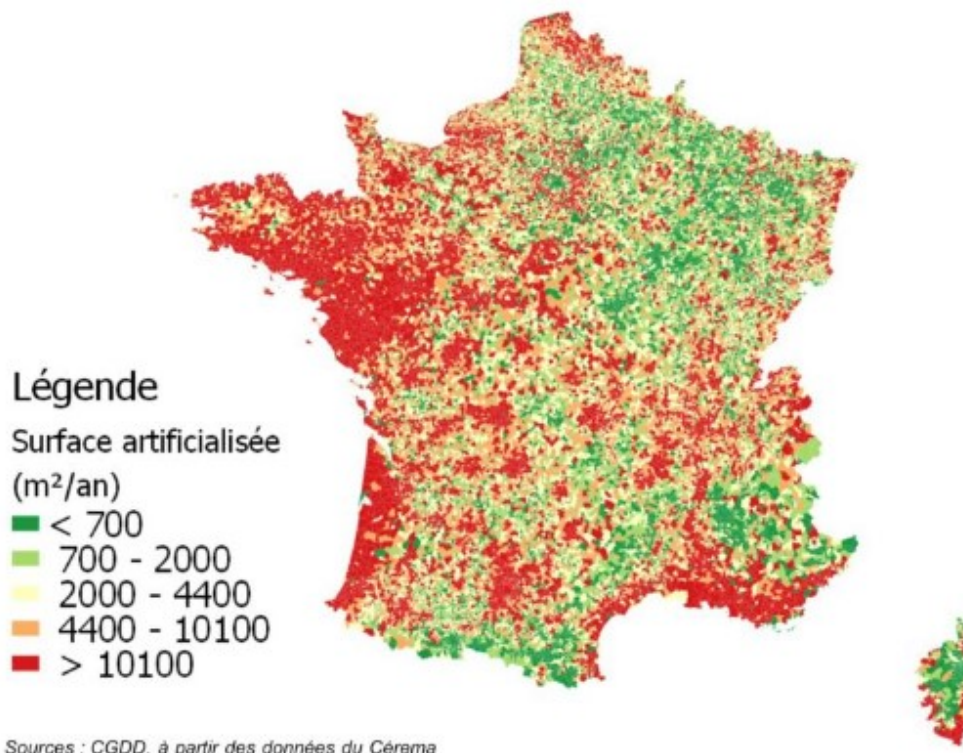 Légende
Surface artificialisée
(m²/an)
< 700
700 - 2000
2000 - 4400
4400 - 10100
> 10100
Sources : CGDD, à partir des données du Cérema